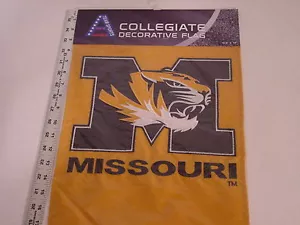 COLLEGIATE
DECORATIVE FLAG
M
MISSOURI
TM